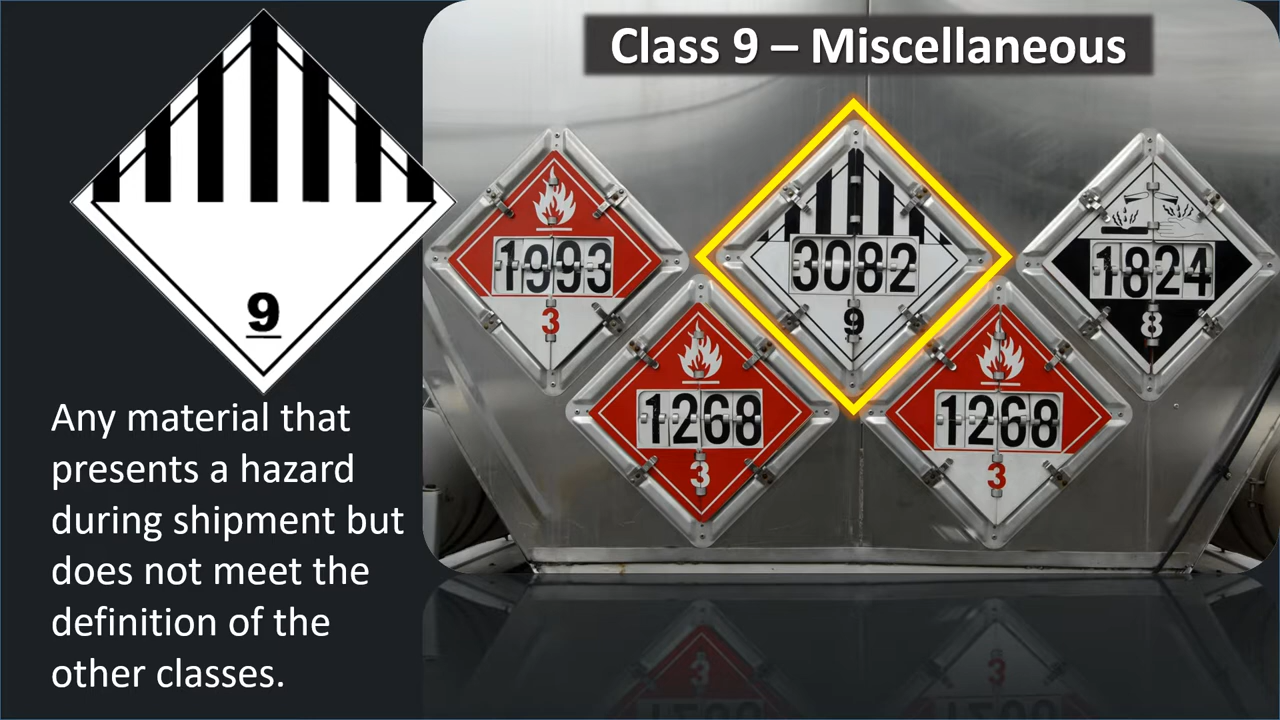 Class 9 – Miscellaneous
9
1993
3
3082
9
1824
8
1268
3
1268
3
Any material that
presents a hazard
during shipment but
does not meet the
definition of the
other classes.